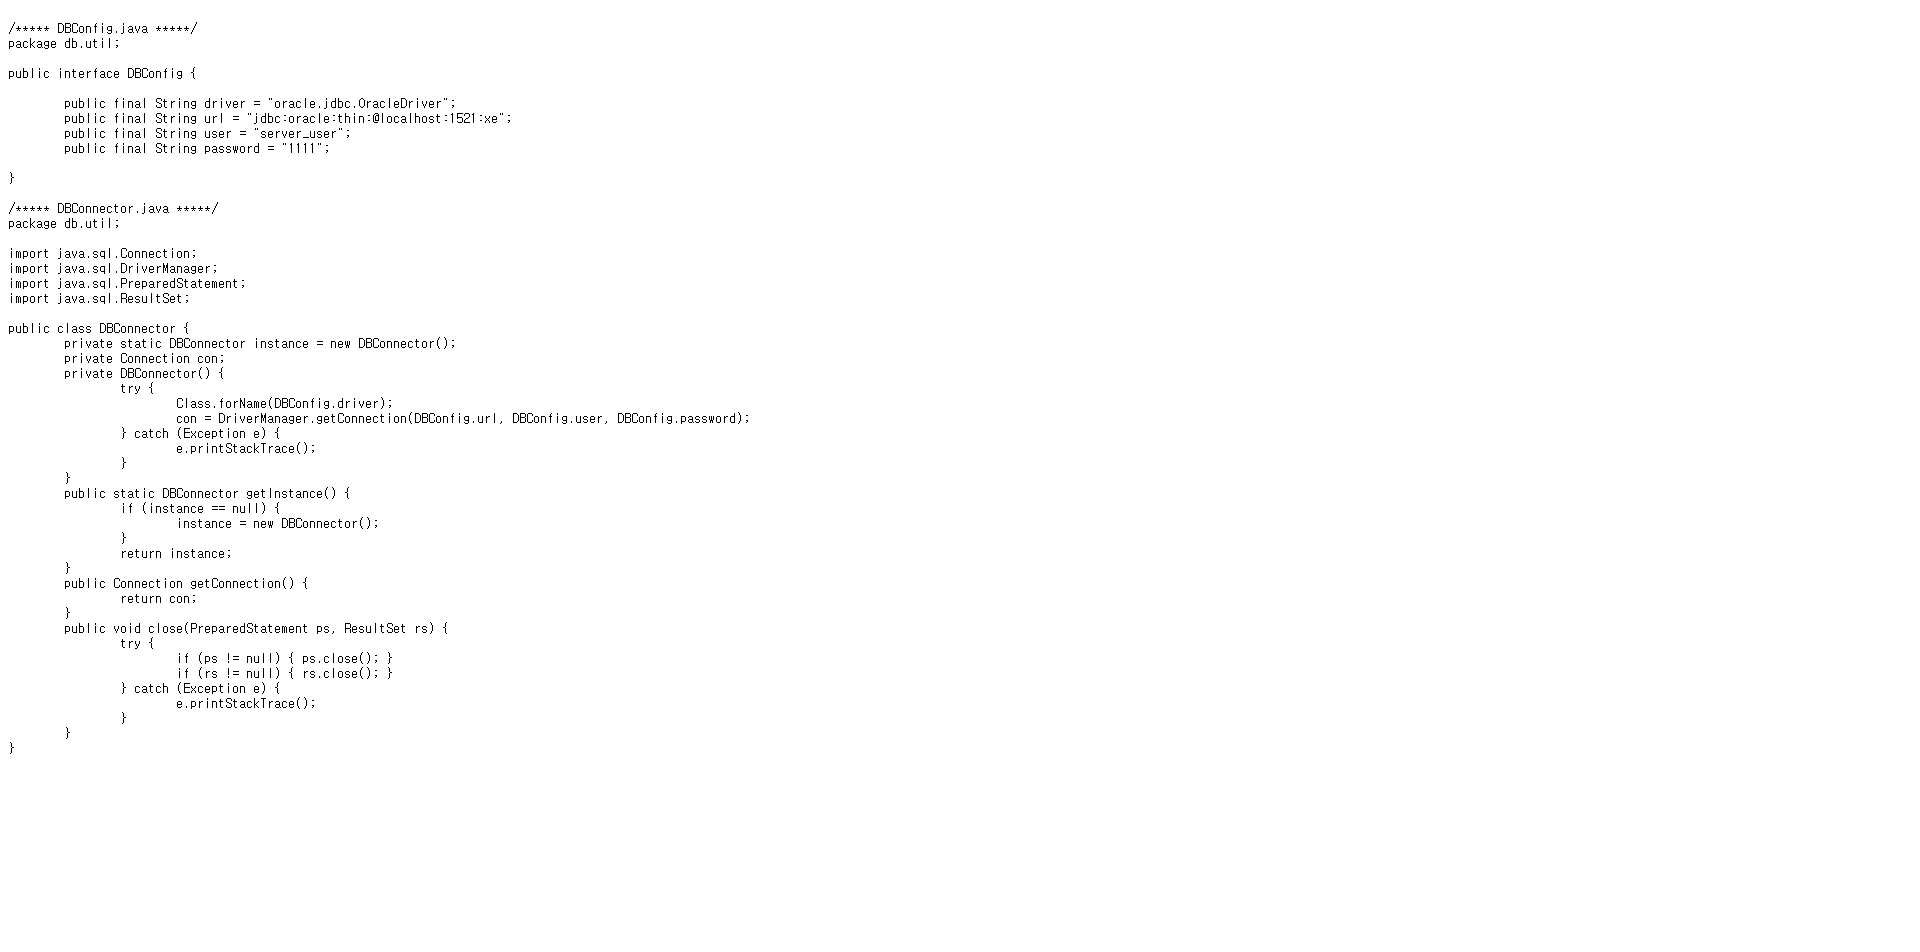 /***** DBConfig.java *****/
package db.util;

public interface DBConfig {

        public final String driver = "oracle.jdbc.OracleDriver";
        public final String url = "jdbc:oracle:thin:@localhost:1521:xe";
        public final String user = "server_user";
        public final String password = "1111";

}

/***** DBConnector.java *****/
package db.util;

import java.sql.Connection;
import java.sql.DriverManager;
import java.sql.PreparedStatement;
import java.sql.ResultSet;

public class DBConnector {
        private static DBConnector instance = new DBConnector();
        private Connection con;
        private DBConnector() {
                try {
                        Class.forName(DBConfig.driver);
                        con = DriverManager.getConnection(DBConfig.url, DBConfig.user, DBConfig.password);
                } catch (Exception e) {
                        e.printStackTrace();
                }
        }
        public static DBConnector getInstance() {
                if (instance == null) {
                        instance = new DBConnector();
                }
                return instance;
        }
        public Connection getConnection() {
                return con;
        }
        public void close(PreparedStatement ps, ResultSet rs) {
                try {
                        if (ps != null) { ps.close(); }
                        if (rs != null) { rs.close(); }
                } catch (Exception e) {
                        e.printStackTrace();
                }
        }
}